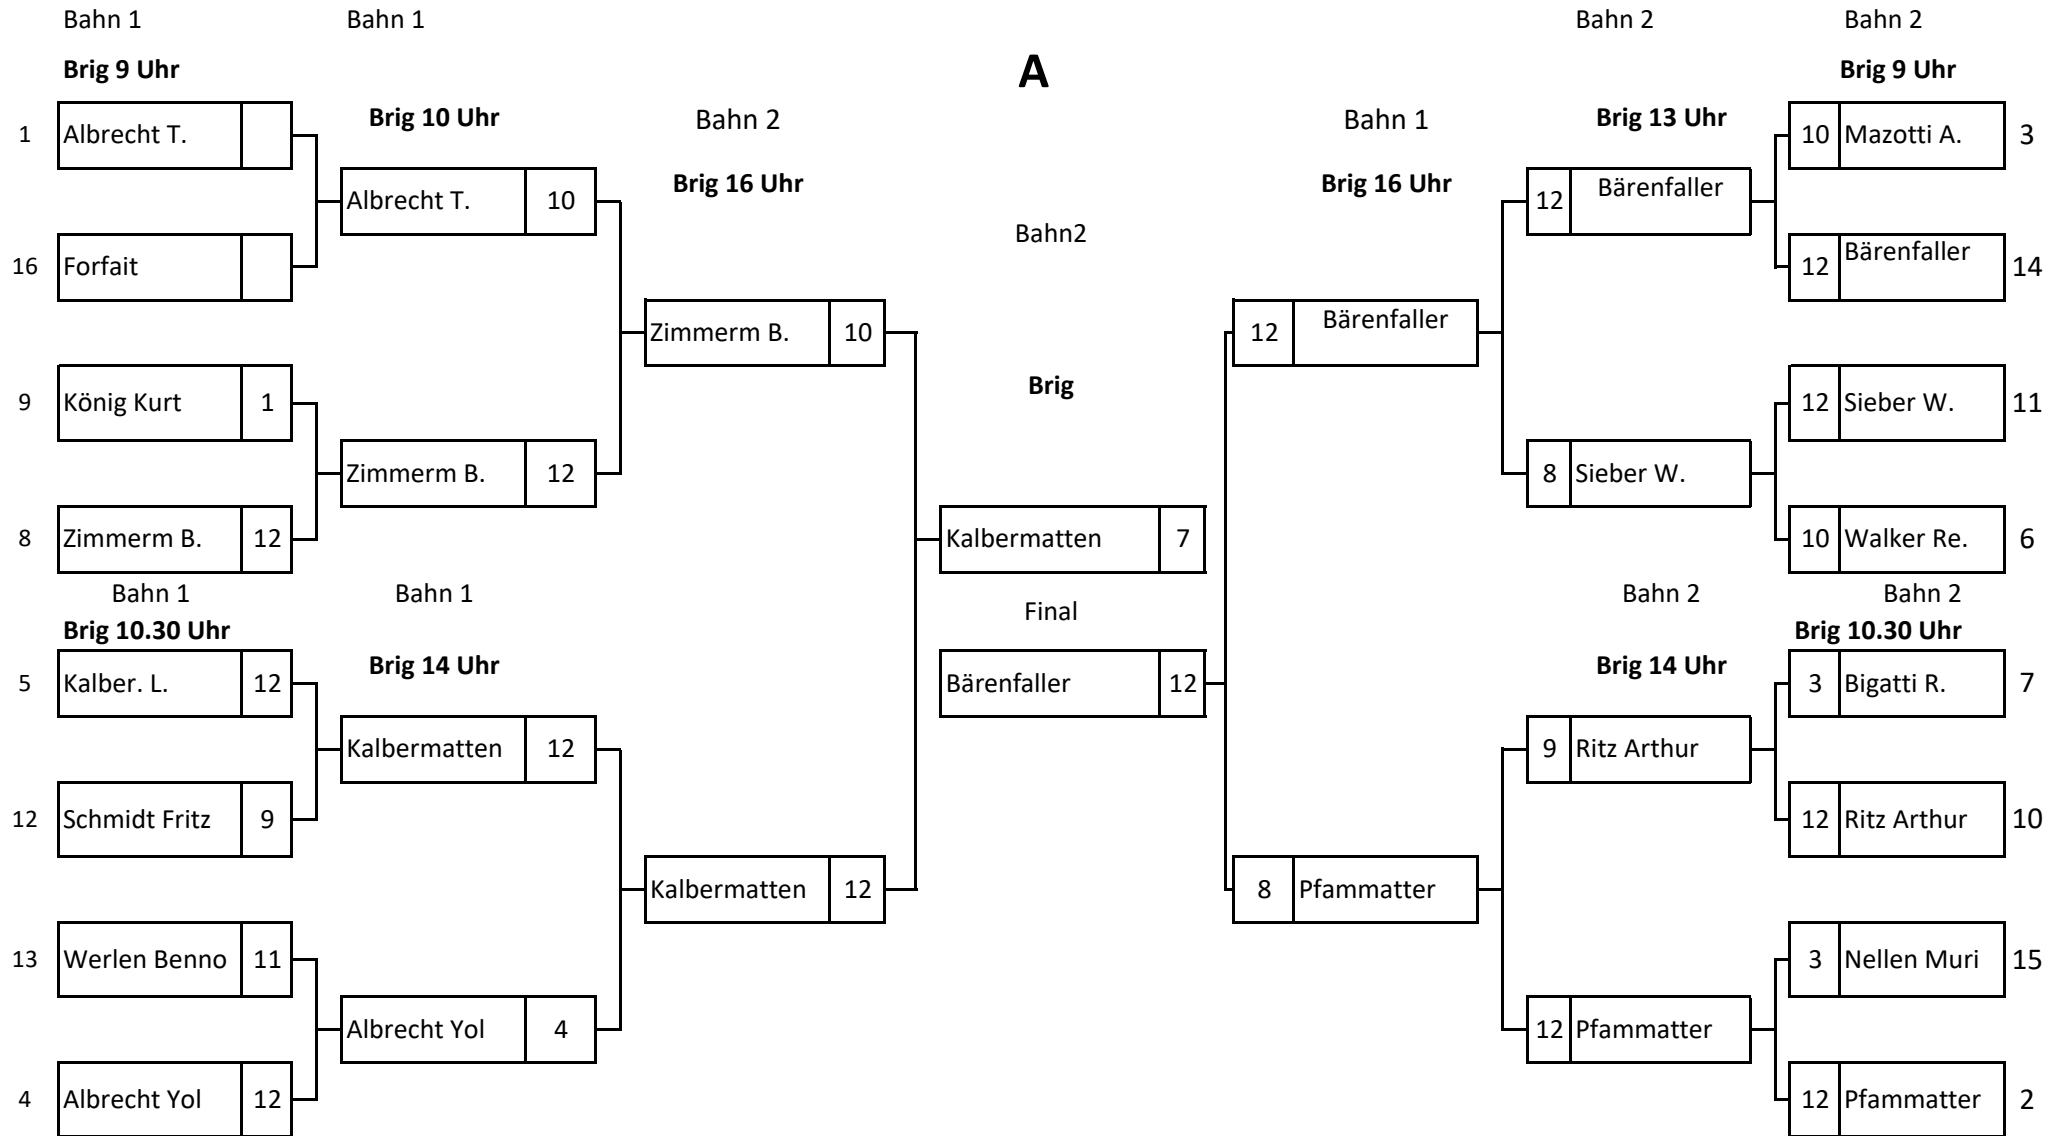 Bahn 1 Bahn 1 Bahn 2 Bahn 2
Brig 9 Uhr A Brig 9 Uhr
Brig 10 Uhr Bahn 2 Bahn 1 Brig 13 Uhr
1 Albrecht T. 10 Mazotti A. 3
Brig 16 Uhr Brig 16 Uhr
Albrecht T. 10 12 Bärenfaller
Bahn2
16 Forfait 12 Bärenfaller 14
Zimmerm B. 10 12 Bärenfaller
Brig
9 König Kurt 1 12 Sieber W. 11
Zimmerm B. 12 8 Sieber W.
8 Zimmerm B. 12 Kalbermatten 7 10 Walker Re. 6
Bahn 1 Bahn 1 Bahn 2 Bahn 2
Final
Brig 10.30 Uhr Brig 10.30 Uhr
Brig 14 Uhr Brig 14 Uhr
5 Kalber. L. 12 Bärenfaller 12 3 Bigatti R. 7
Kalbermatten 12 9 Ritz Arthur
12 Schmidt Fritz 9 12 Ritz Arthur 10
Kalbermatten 12 8 Pfammatter
13 Werlen Benno 11 3 Nellen Muri 15
Albrecht Yol 4 12 Pfammatter
4 Albrecht Yol 12 12 Pfammatter 2